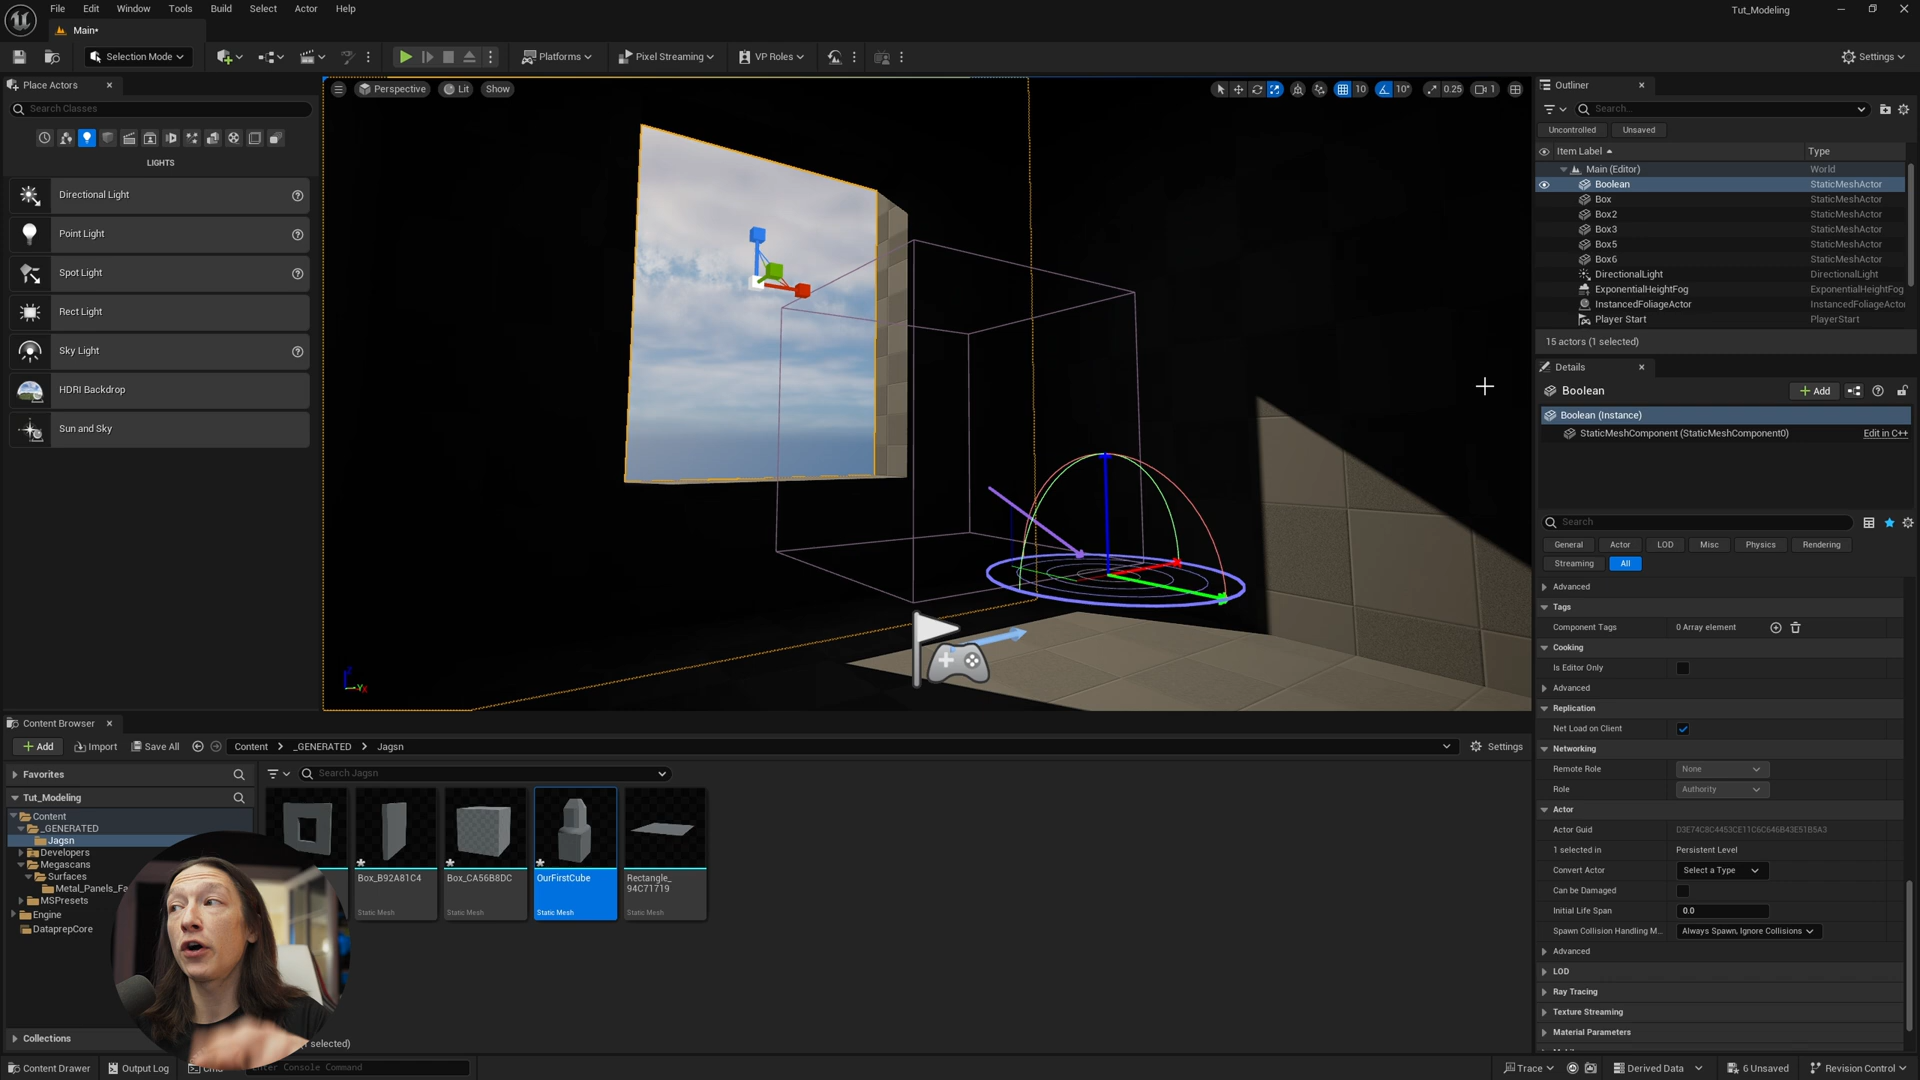 File Edit Window Tools Build Select Actor Help
Tut_Modeling
Main•
Selection Mode
Platforms
Pixel Streaming
VP Roles
Settings
Place Actors
Search Classes
LIGHTS
Directional Light
Point Light
Spot Light
Rect Light
Sky Light
HDRI Backdrop
Sun and Sky
Perspective
Lit
Show
10
10°
0.25
1
Outliner
Search...
Uncontrolled
Unsaved
Item Label
Type
Main (Editor) World
Boolean StaticMeshActor
Box StaticMeshActor
Box2 StaticMeshActor
Box3 StaticMeshActor
Box5 StaticMeshActor
Box6 StaticMeshActor
DirectionalLight DirectionalLight
ExponentialHeightFog ExponentialHeightFog
InstancedFoliageActor InstancedFoliageActo
Player Start PlayerStart
15 actors (1 selected)
Details
Boolean
Add
Boolean (Instance)
StaticMeshComponent (StaticMeshComponent0) Edit in C++
Search
General Actor LOD Misc Physics Rendering
Streaming All
Advanced
Tags
Component Tags 0 Array element
Cooking
Is Editor Only
Advanced
Replication
Net Load on Client
Networking
Remote Role None
Role Authority
Actor
Actor Guid D3E74C8C4453CE11C6C646B43E51B5A3
1 selected in Persistent Level
Convert Actor Select a Type
Can be Damaged
Initial Life Span 0.0
Spawn Collision Handling M... Always Spawn, Ignore Collisions
Advanced
LOD
Ray Tracing
Texture Streaming
Material Parameters
Content Browser
Add Import Save All Content _GENERATED Jagsn Settings
Favorites
Tut_Modeling
Content
_GENERATED
Jagsn
Developers
Megascans
Surfaces
Metal_Panels_Fa
MSPresets
Engine
DataprepCore
Collections
Search Jagsn
Box_B92A81C4
Static Mesh
Box_CA56B8DC
Static Mesh
OurFirstCube
Static Mesh
Rectangle_
94C71719
Static Mesh
selected)
Content Drawer Output Log Cmd Enter Console Command
Trace Derived Data 6 Unsaved Revision Control